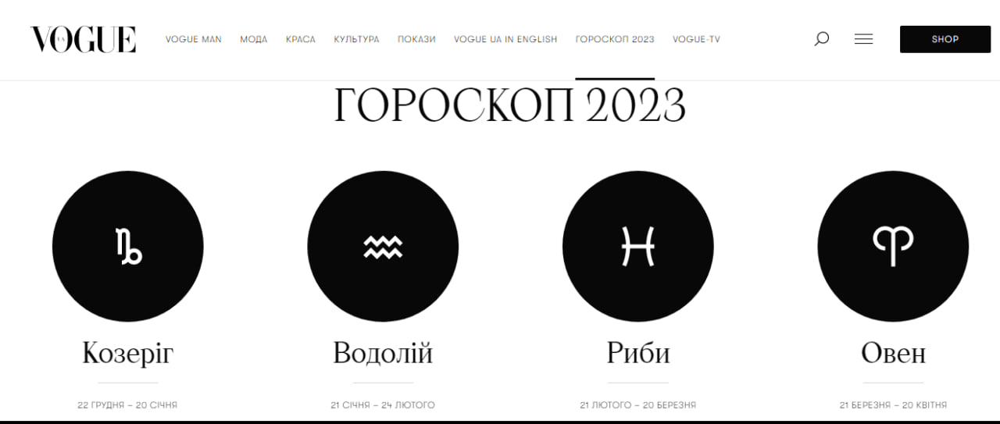 VOGUE UA
VOGUE MAN МОДА КРАСА КУЛЬТУРА ПОКАЗИ VOGUE UA IN ENGLISH ГОРОСКОП 2023 VOGUE-TV SHOP
ГОРОСКОП 2023
Козеріг Водолій Риби Овен
22 ГРУДНЯ – 20 СІЧНЯ 21 СІЧНЯ – 24 ЛЮТОГО 21 ЛЮТОГО – 20 БЕРЕЗНЯ 21 БЕРЕЗНЯ – 20 КВІТНЯ